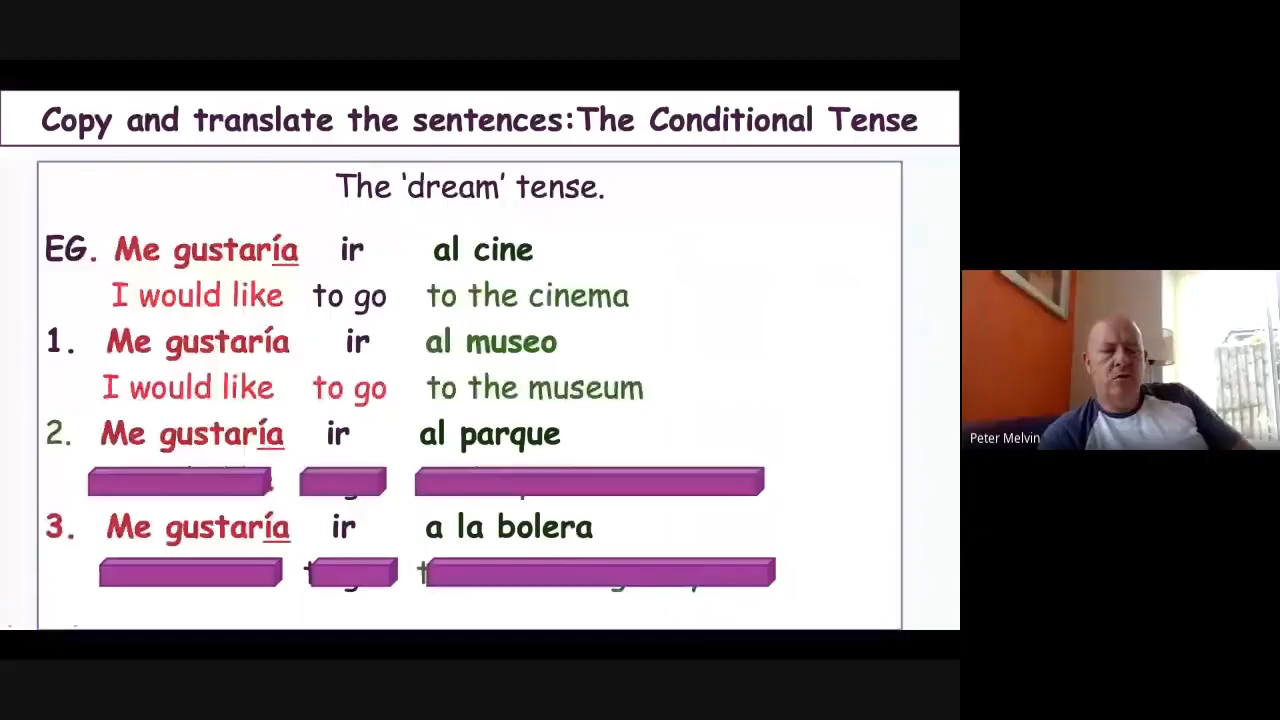 Copy and translate the sentences:The Conditional Tense
The ‘dream’ tense.
EG. Me gustaría ir al cine
I would like to go to the cinema
1. Me gustaría ir al museo
I would like to go to the museum
2. Me gustaría ir al parque
3. Me gustaría ir a la bolera
Peter Melvin